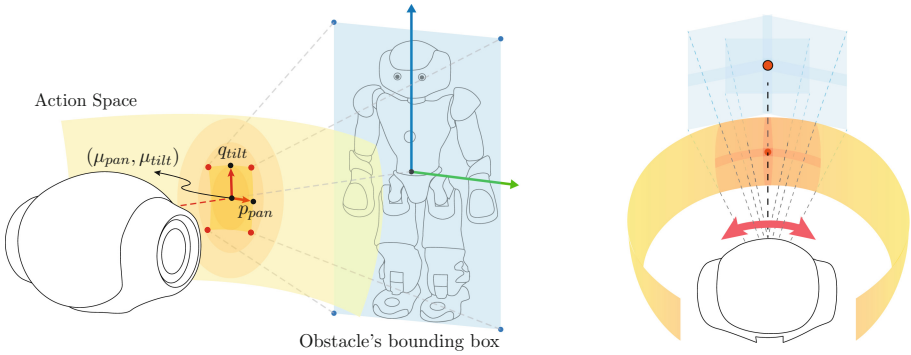 Action Space
(μ_pan, μ_tilt)
q_tilt
p_pan
Obstacle's bounding box